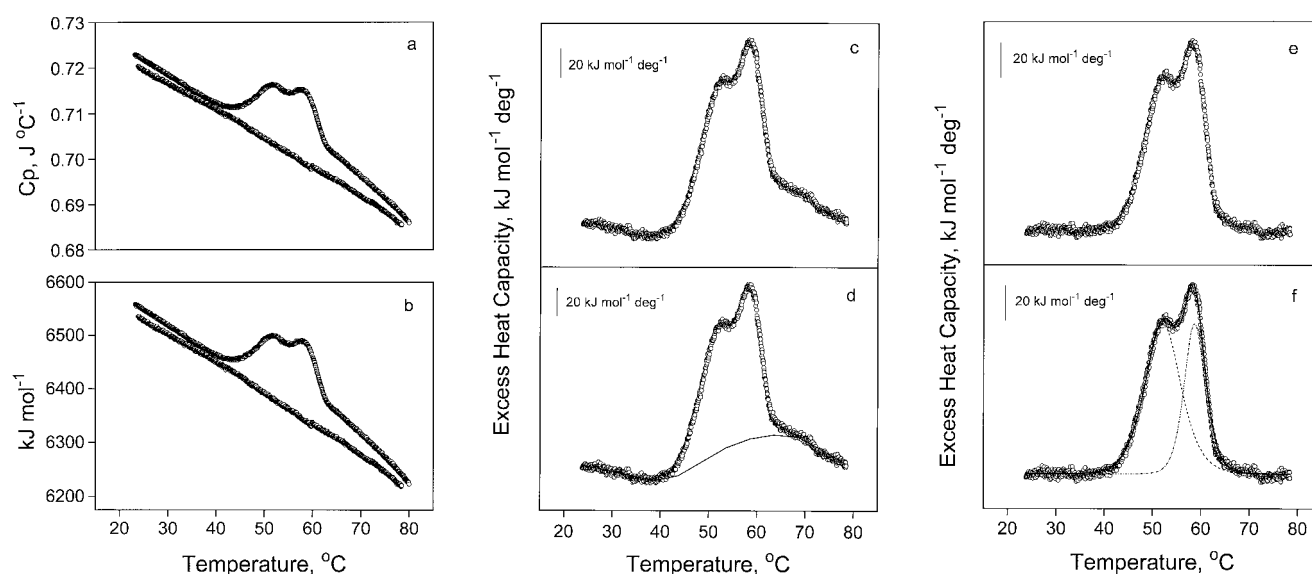 a
Cp, J °C⁻¹
0.73
0.72
0.71
0.70
0.69
0.68
b
kJ mol⁻¹
6600
6500
6400
6300
6200
20 30 40 50 60 70 80
Temperature, °C
c
20 kJ mol⁻¹ deg⁻¹
Excess Heat Capacity, kJ mol⁻¹ deg⁻¹
d
20 kJ mol⁻¹ deg⁻¹
20 30 40 50 60 70 80
Temperature, °C
e
20 kJ mol⁻¹ deg⁻¹
Excess Heat Capacity, kJ mol⁻¹ deg⁻¹
f
20 kJ mol⁻¹ deg⁻¹
20 30 40 50 60 70 80
Temperature, °C